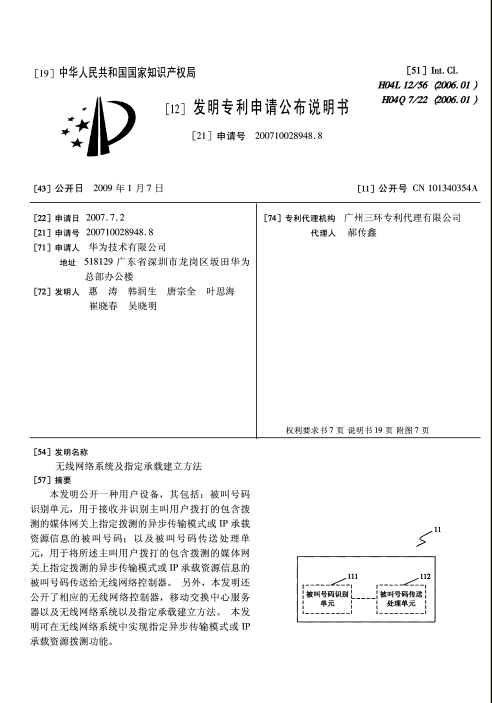 [19] 中华人民共和国国家知识产权局
[51] Int. Cl.
H04L 12/56 (2006.01)
H04Q 7/22 (2006.01)
[12] 发明专利申请公布说明书
[21] 申请号 200710028948.8
[43] 公开日 2009 年 1 月 7 日
[11] 公开号 CN 101340354A
[22] 申请日 2007.7.2
[21] 申请号 200710028948.8
[71] 申请人 华为技术有限公司
地址 518129 广东省深圳市龙岗区坂田华为
总部办公楼
[72] 发明人 惠 涛 韩润生 唐宗全 叶思海
崔晓春 吴晓明
[74] 专利代理机构 广州三环专利代理有限公司
代理人 郝传鑫
权利要求书 7 页 说明书 19 页 附图 7 页
[54] 发明名称
无线网络系统及指定承载建立方法
[57] 摘要
本发明公开一种用户设备，其包括：被叫号码
识别单元，用于接收并识别主叫用户拨打的包含拨
测的媒体网关上指定拨测的异步传输模式或 IP 承载
资源信息的被叫号码；以及被叫号码传送处理单
元，用于将所述主叫用户拨打的包含拨测的媒体网
关上指定拨测的异步传输模式或 IP 承载资源信息的
被叫号码传送给无线网络控制器。 另外，本发明还
公开了相应的无线网络控制器，移动交换中心服务
器以及无线网络系统以及指定承载建立方法。 本发
明可在无线网络系统中实现指定异步传输模式或 IP
承载资源拨测功能。
11
111
112
被叫号码识别
单元
被叫号码传送
处理单元